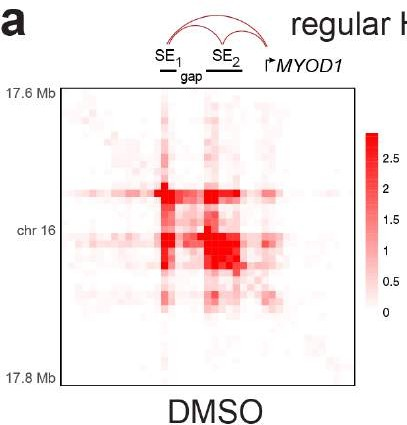 a
regular H
SE1 SE2
gap
MYOD1
17.6 Mb
chr 16
17.8 Mb
2.5
2
1.5
1
0.5
0
DMSO